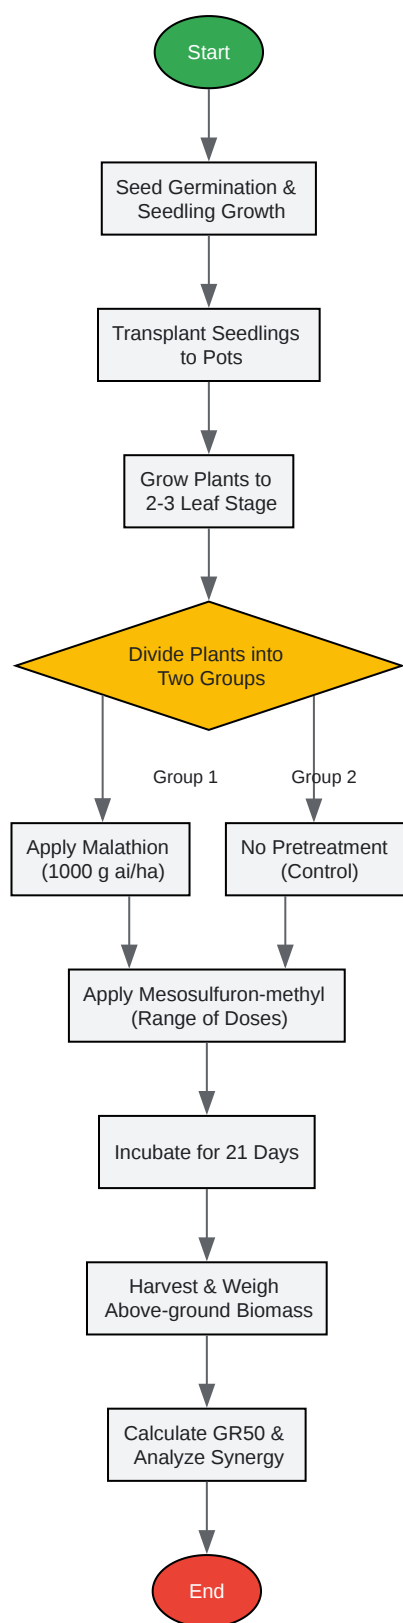 Start
Seed Germination &
Seedling Growth
Transplant Seedlings
to Pots
Grow Plants to
2-3 Leaf Stage
Divide Plants into
Two Groups
Group 1
Group 2
Apply Malathion
(1000 g ai/ha)
No Pretreatment
(Control)
Apply Mesosulfuron-methyl
(Range of Doses)
Incubate for 21 Days
Harvest & Weigh
Above-ground Biomass
Calculate GR50 &
Analyze Synergy
End